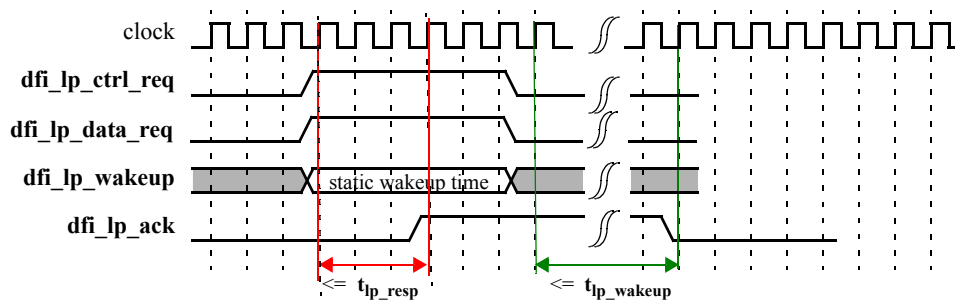 clock
dfi_lp_ctrl_req
dfi_lp_data_req
dfi_lp_wakeup
static wakeup time
dfi_lp_ack
<= tlp_resp
<= tlp_wakeup